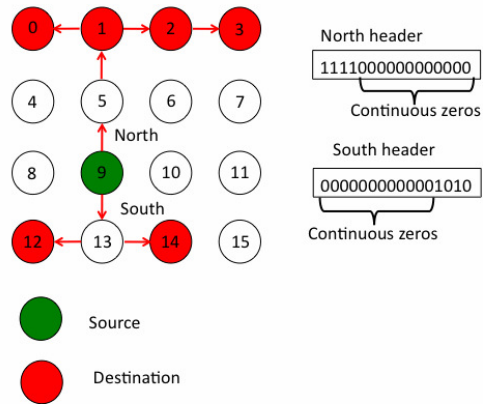 0 1 2 3
North header
1111000000000000
4 5 6 7
Continuous zeros
North
South header
8 9 10 11
0000000000001010
South
Continuous zeros
12 13 14 15
Source
Destination